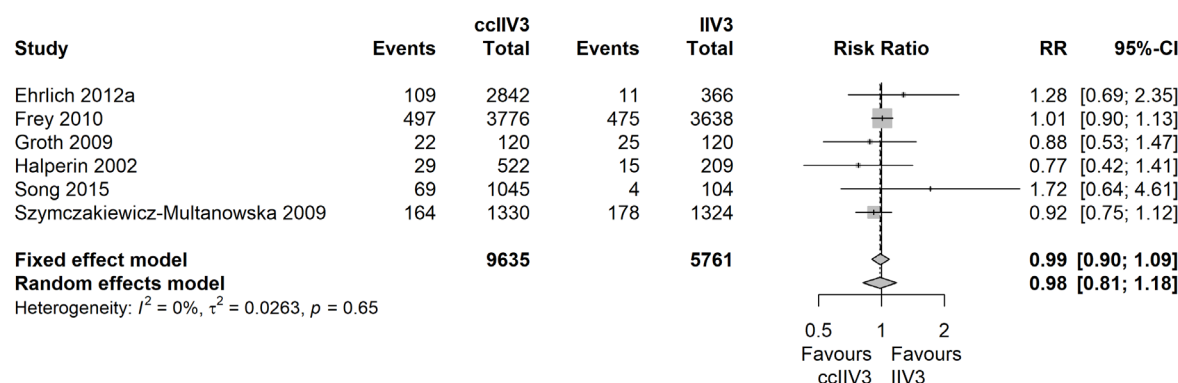 ccIIV3 IIV3
Study Events Total Events Total Risk Ratio RR 95%-CI
Ehrlich 2012a 109 2842 11 366 1.28 [0.69; 2.35]
Frey 2010 497 3776 475 3638 1.01 [0.90; 1.13]
Groth 2009 22 120 25 120 0.88 [0.53; 1.47]
Halperin 2002 29 522 15 209 0.77 [0.42; 1.41]
Song 2015 69 1045 4 104 1.72 [0.64; 4.61]
Szymczakiewicz-Multanowska 2009 164 1330 178 1324 0.92 [0.75; 1.12]
Fixed effect model 9635 5761 0.99 [0.90; 1.09]
Random effects model 0.98 [0.81; 1.18]
Heterogeneity: I² = 0%, τ² = 0.0263, p = 0.65
0.5 1 2
Favours Favours
ccIIV3 IIV3